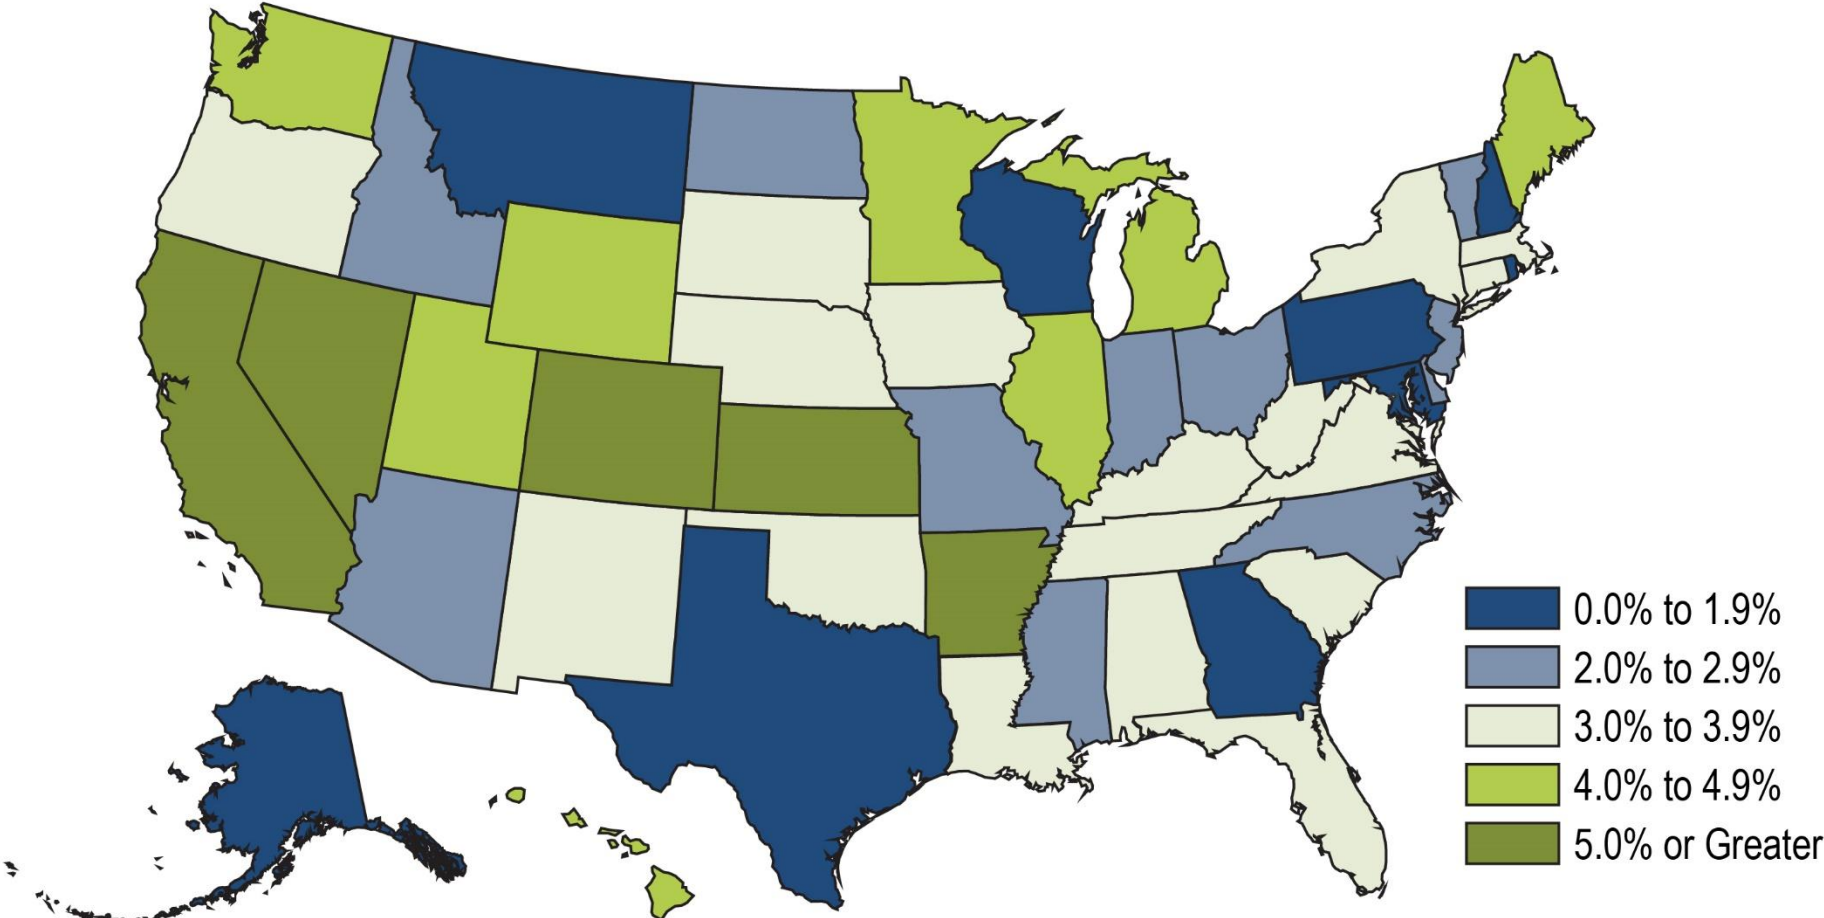 0.0% to 1.9%
2.0% to 2.9%
3.0% to 3.9%
4.0% to 4.9%
5.0% or Greater